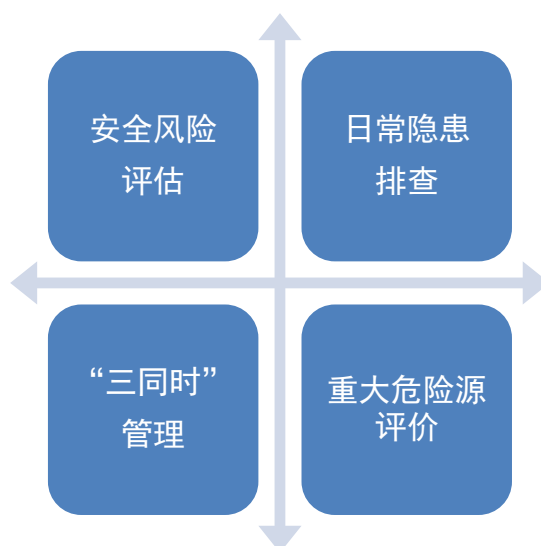 安全风险
评估
日常隐患
排查
“三同时”
管理
重大危险源
评价